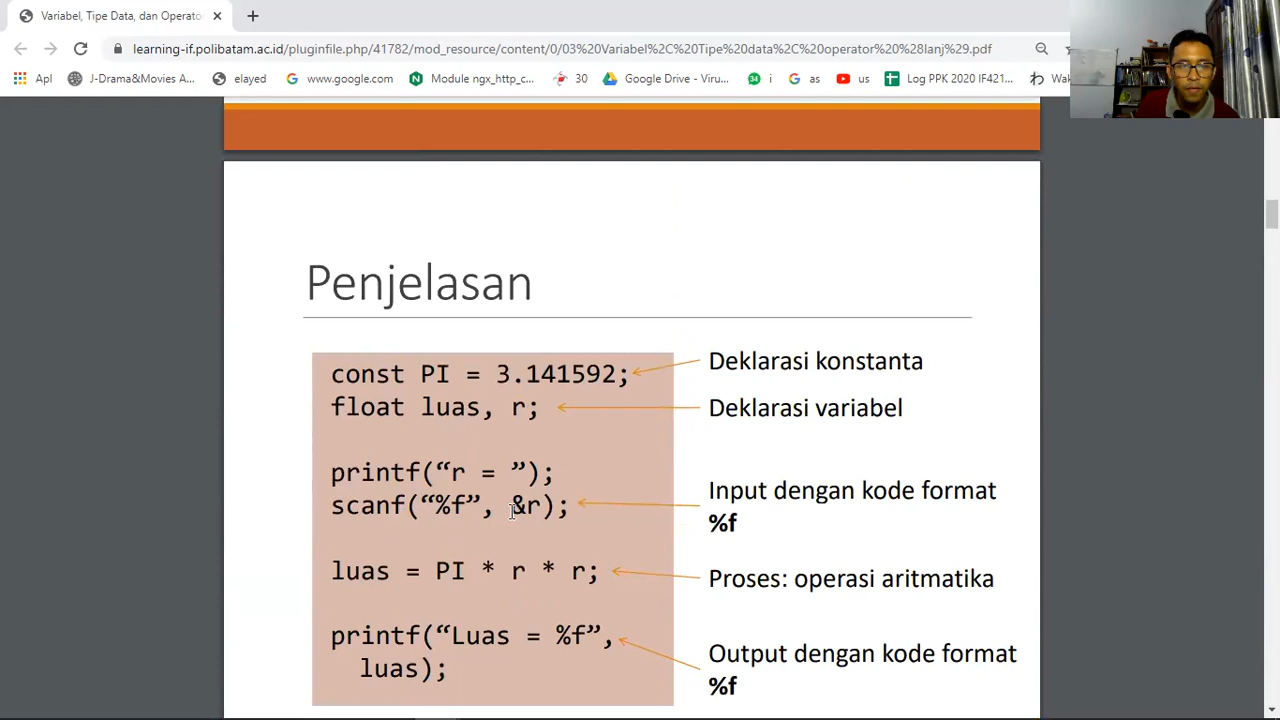 Variabel, Tipe Data, dan Operato
learning-if.polibatam.ac.id/pluginfile.php/41782/mod_resource/content/0/03%20Variabel%2C%20Tipe%20data%2C%20operator%20%28lanj%29.pdf
Apl J-Drama&Movies A... elayed www.google.com Module ngx_http_c... 30 Google Drive - Viru... 34 i as us Log PPK 2020 IF421... わ Wak
Penjelasan
const PI = 3.141592; Deklarasi konstanta
float luas, r; Deklarasi variabel
printf(“r = ”);
scanf(“%f”, &r); Input dengan kode format
%f
luas = PI * r * r; Proses: operasi aritmatika
printf(“Luas = %f”,
luas); Output dengan kode format
%f